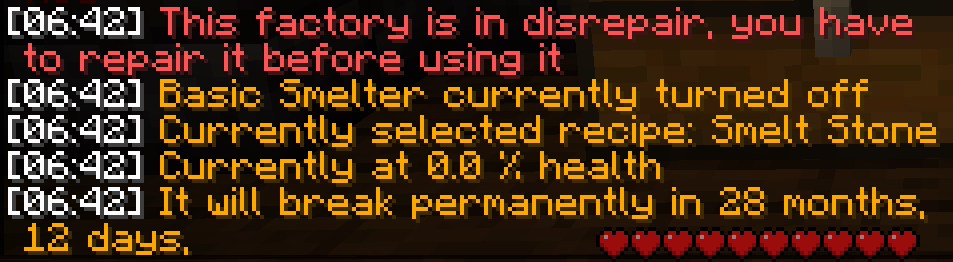 [06:42] This factory is in disrepair, you have
to repair it before using it
[06:42] Basic Smelter currently turned off
[06:42] Currently selected recipe: Smelt Stone
[06:42] Currently at 0.0 % health
[06:42] It will break permanently in 28 months,
12 days,